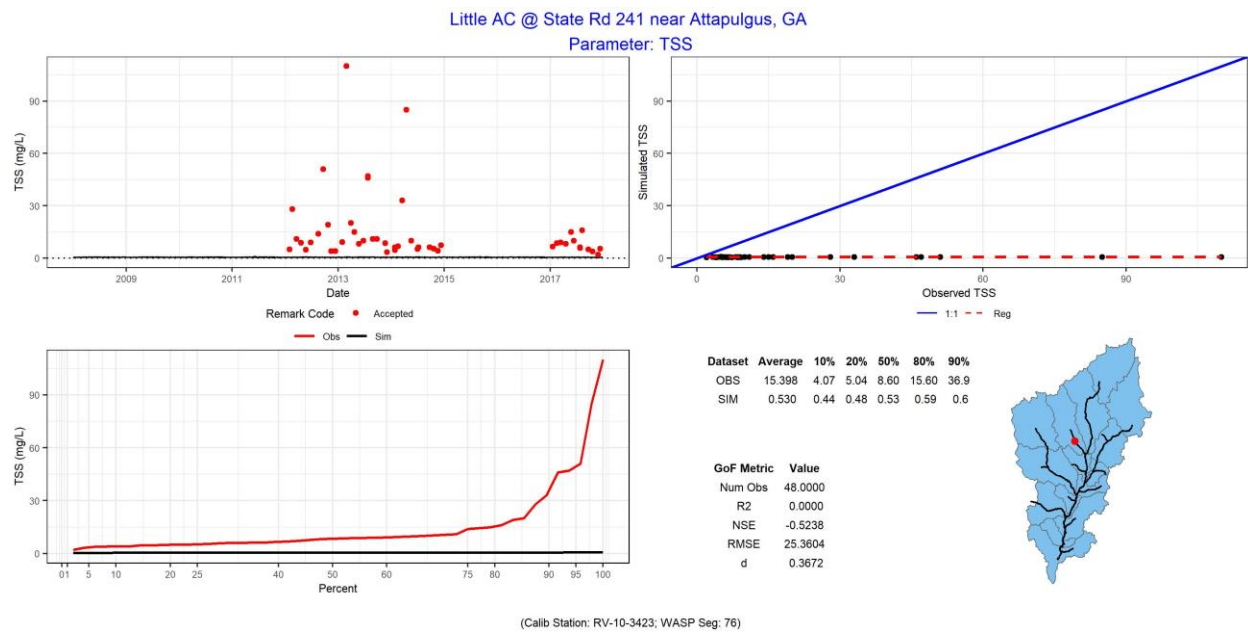 Little AC @ State Rd 241 near Attapulgus, GA
Parameter: TSS
TSS (mg/L)
90
60
30
0
2009
2011
2013
2015
2017
Date
Remark Code
Accepted
Simulated TSS
90
60
30
0
0
30
60
90
Observed TSS
1:1
Reg
Obs
Sim
TSS (mg/L)
90
60
30
0
0 1 5 10 20 25 40 50 60 75 80 90 95 100
Percent
Dataset Average 10% 20% 50% 80% 90%
OBS 15.398 4.07 5.04 8.60 15.60 36.9
SIM 0.530 0.44 0.48 0.53 0.59 0.6
GoF Metric Value
Num Obs 48.0000
R2 0.0000
NSE -0.5238
RMSE 25.3604
d 0.3672
(Calib Station: RV-10-3423; WASP Seg: 76)